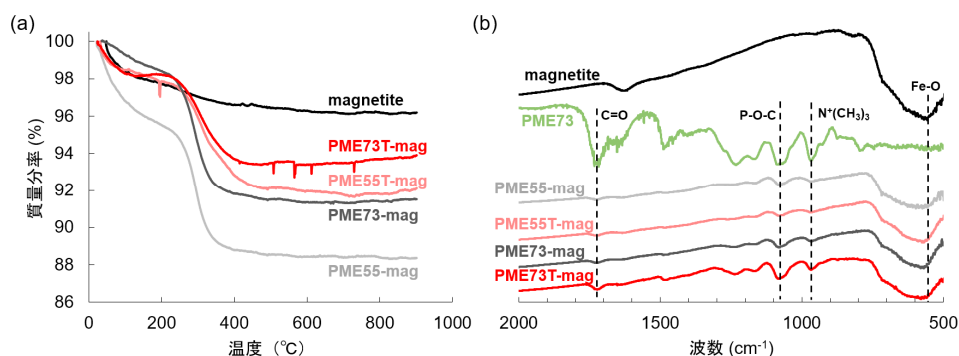 (a)
100
98
96
94
92
90
88
86
質量分率 (%)
0
200
400
600
800
1000
温度 (℃)
magnetite
PME73T-mag
PME55T-mag
PME73-mag
PME55-mag
(b)
magnetite
Fe-O
C=O
P-O-C
N⁺(CH₃)₃
PME73
PME55-mag
PME55T-mag
PME73-mag
PME73T-mag
2000
1500
1000
500
波数 (cm⁻¹)